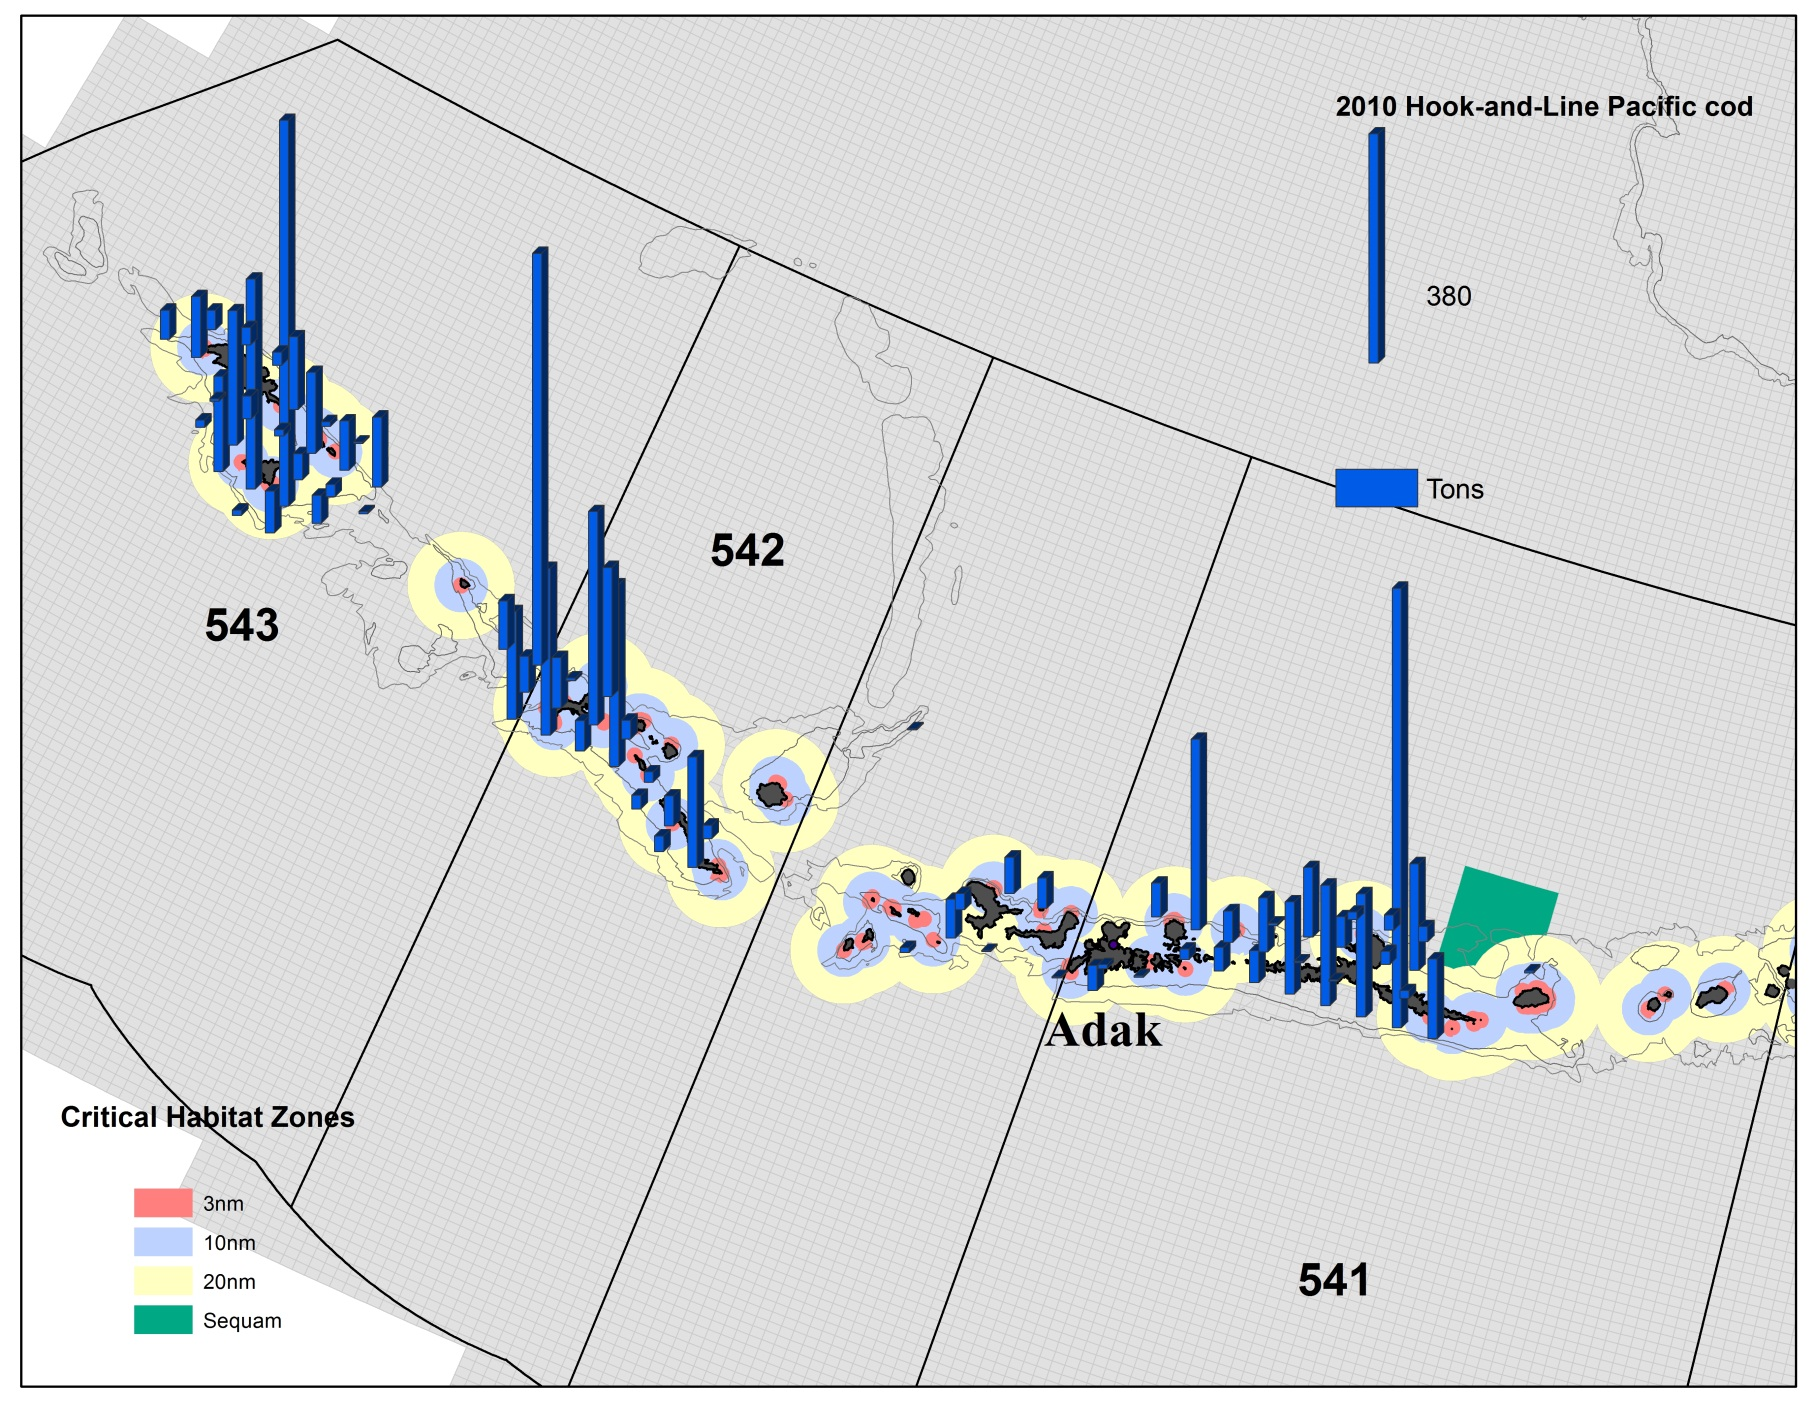 2010 Hook-and-Line Pacific cod
380
Tons
542
543
Adak
Critical Habitat Zones
3nm
10nm
20nm
Sequam
541